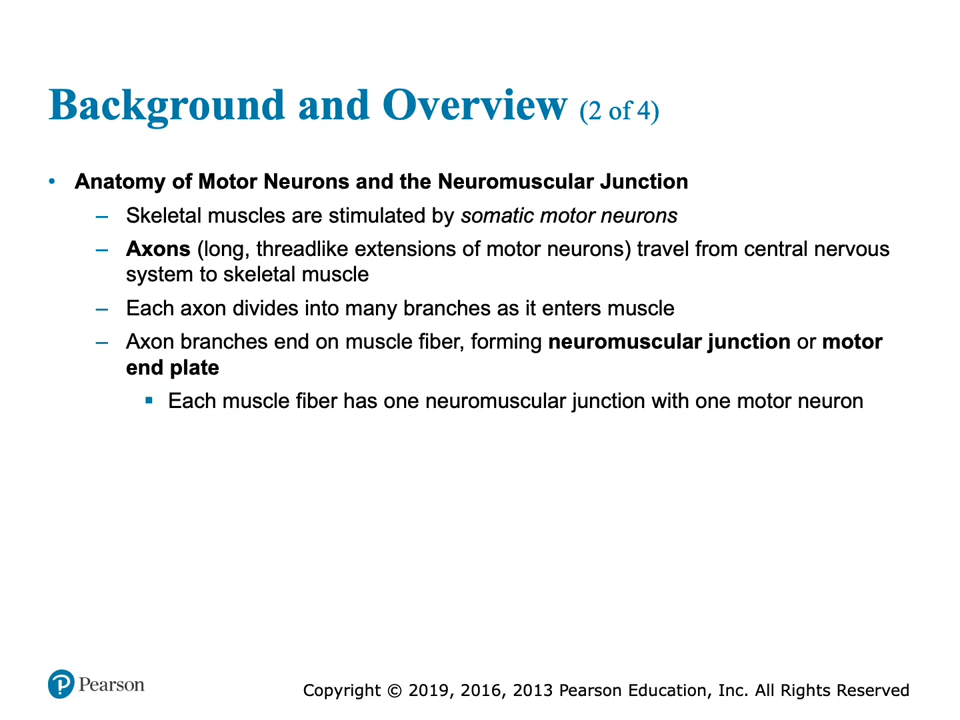 Background and Overview (2 of 4)
• Anatomy of Motor Neurons and the Neuromuscular Junction
– Skeletal muscles are stimulated by somatic motor neurons
– Axons (long, threadlike extensions of motor neurons) travel from central nervous
system to skeletal muscle
– Each axon divides into many branches as it enters muscle
– Axon branches end on muscle fiber, forming neuromuscular junction or motor
end plate
▪ Each muscle fiber has one neuromuscular junction with one motor neuron
P Pearson
Copyright © 2019, 2016, 2013 Pearson Education, Inc. All Rights Reserved